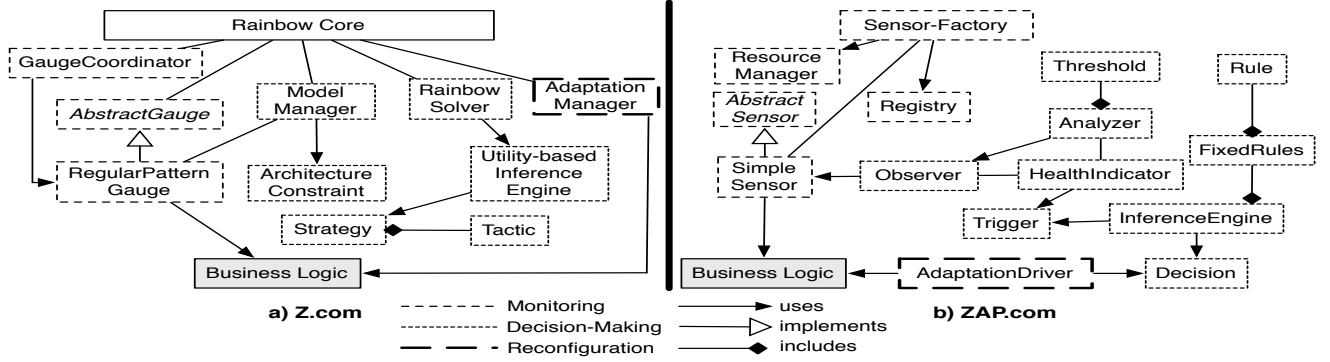 Rainbow Core
GaugeCoordinator
AbstractGauge
Model
Manager
Rainbow
Solver
Adaptation
Manager
RegularPattern
Gauge
Architecture
Constraint
Utility-based
Inference
Engine
Strategy
Tactic
Business Logic
a) Z.com
Sensor-Factory
Resource
Manager
Abstract
Sensor
Registry
Threshold
Rule
Analyzer
FixedRules
Simple
Sensor
Observer
HealthIndicator
Trigger
InferenceEngine
Business Logic
AdaptationDriver
Decision
b) ZAP.com
Monitoring
Decision-Making
Reconfiguration
uses
implements
includes